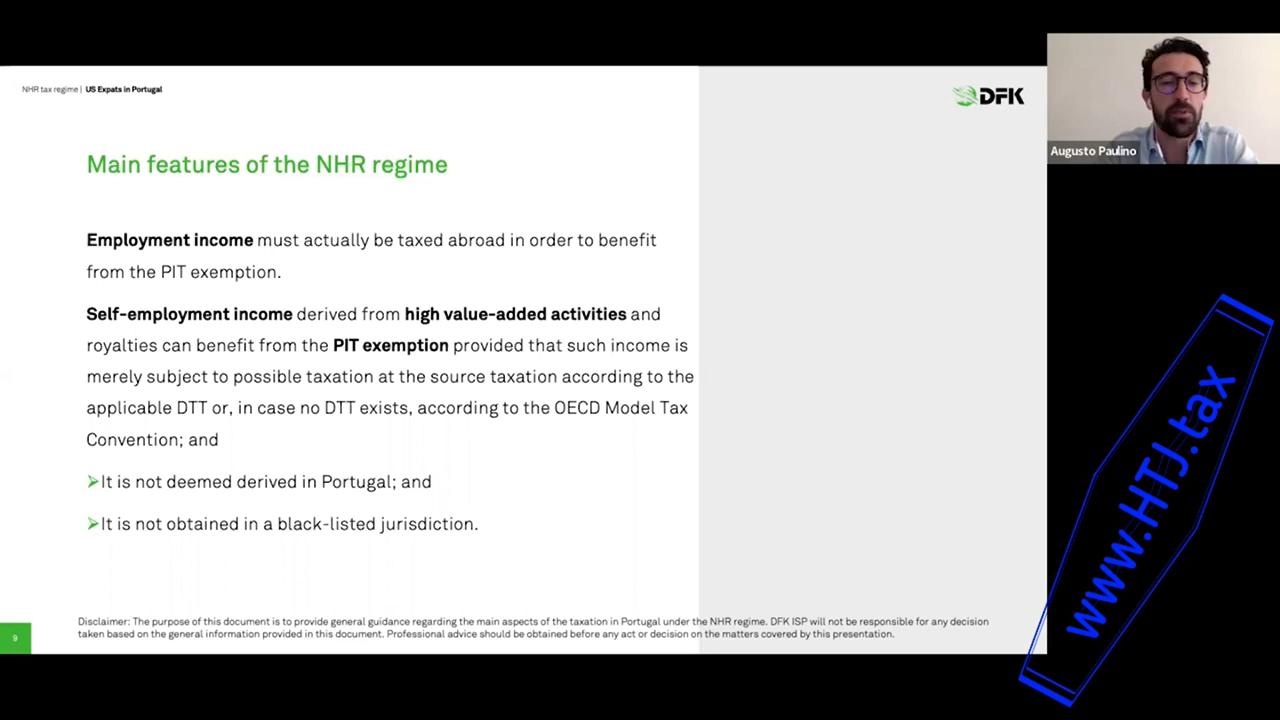 NHR tax regime | US Expats in Portugal
DFK
Augusto Paulino
Main features of the NHR regime
Employment income must actually be taxed abroad in order to benefit
from the PIT exemption.
Self-employment income derived from high value-added activities and
royalties can benefit from the PIT exemption provided that such income is
merely subject to possible taxation at the source taxation according to the
applicable DTT or, in case no DTT exists, according to the OECD Model Tax
Convention; and
It is not deemed derived in Portugal; and
It is not obtained in a black-listed jurisdiction.
www.HTJ.tax
Disclaimer: The purpose of this document is to provide general guidance regarding the main aspects of the taxation in Portugal under the NHR regime. DFK ISP will not be responsible for any decision
taken based on the general information provided in this document. Professional advice should be obtained before any act or decision on the matters covered by this presentation.
9